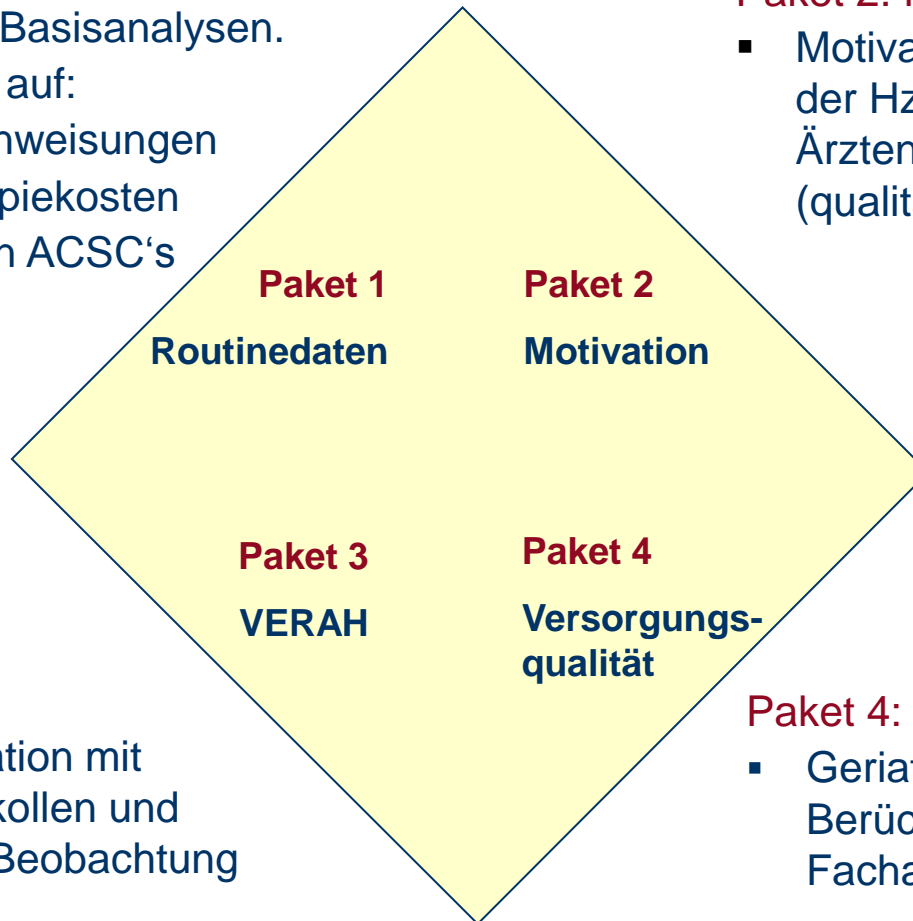 Basisanalysen.
auf:
nweisungen
piekosten
n ACSC‘s
▪ Motiva
der Hz
Ärzten
(qualit
Paket 1
Routinedaten
Paket 2
Motivation
Paket 3
VERAH
Paket 4
Versorgungs-
qualität
ation mit
kollen und
Beobachtung
Paket 4:
▪ Geriat
Berüc
Facha